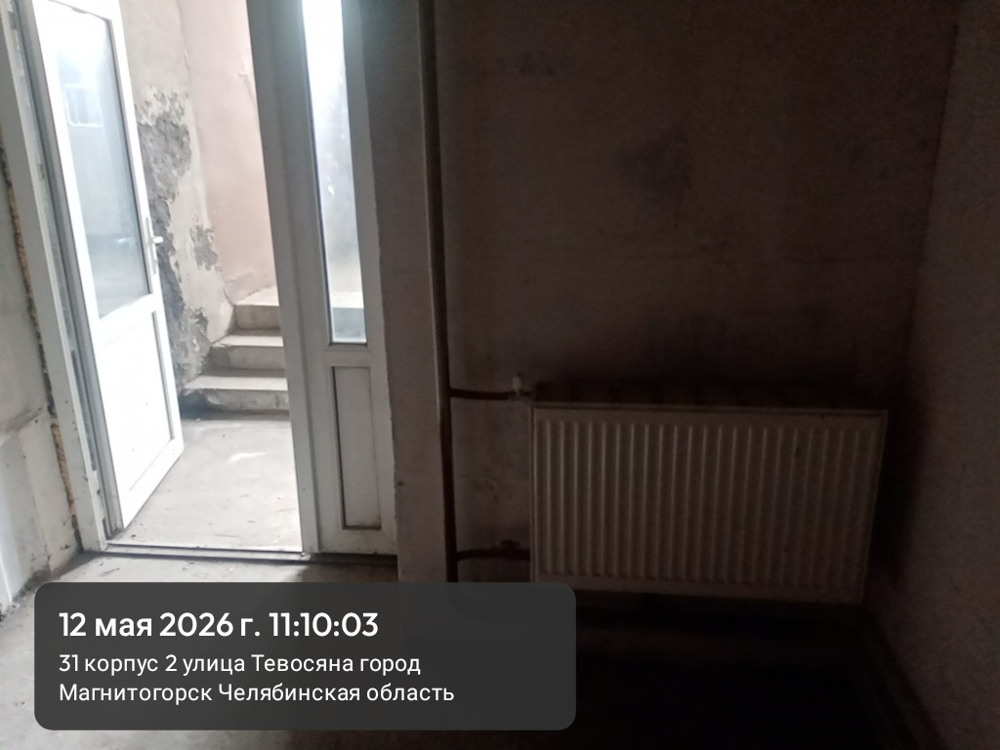 12 мая 2026 г. 11:10:03
31 корпус 2 улица Тевосяна город
Магнитогорск Челябинская область